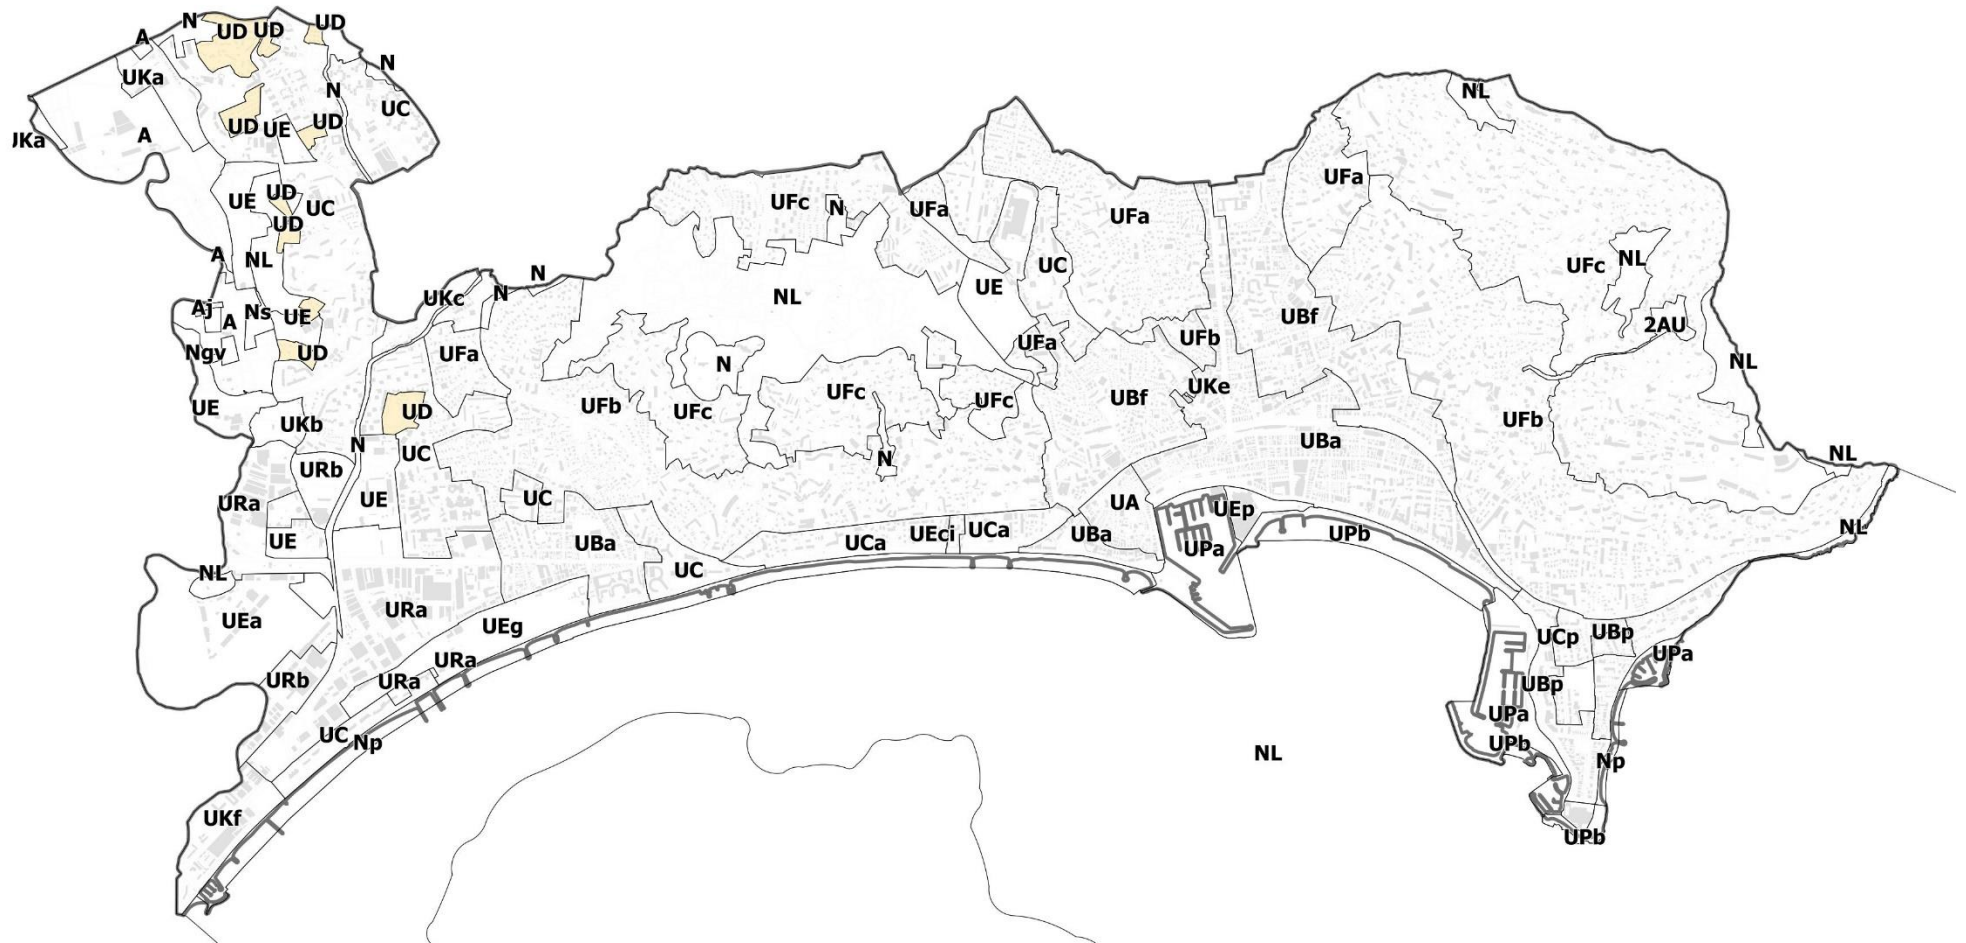 N
UD
UD
UD
A
N
UKa
N
UC
NL
A
UD
UE
UD
JKa
UFa
UE
UD
UC
UFc
N
UFa
UFa
UD
A
NL
UC
UFc
NL
N
N
UKc
NL
UE
Aj
A
Ns
UE
UBf
2AU
Ngv
UD
UFa
UFa
UFb
NL
N
UE
UKb
UD
UFb
UFc
UFc
UFc
UBf
UKe
UFb
N
UC
N
UBa
NL
URb
URa
UE
UC
UA
UEp
NL
UE
UBa
UCa
UEci
UCa
UBa
UPa
UPb
NL
UC
UEa
URa
UEg
UCp
UBp
URb
URa
URa
UBp
UPa
UC
Np
NL
UPa
UPb
Np
UKf
UPb